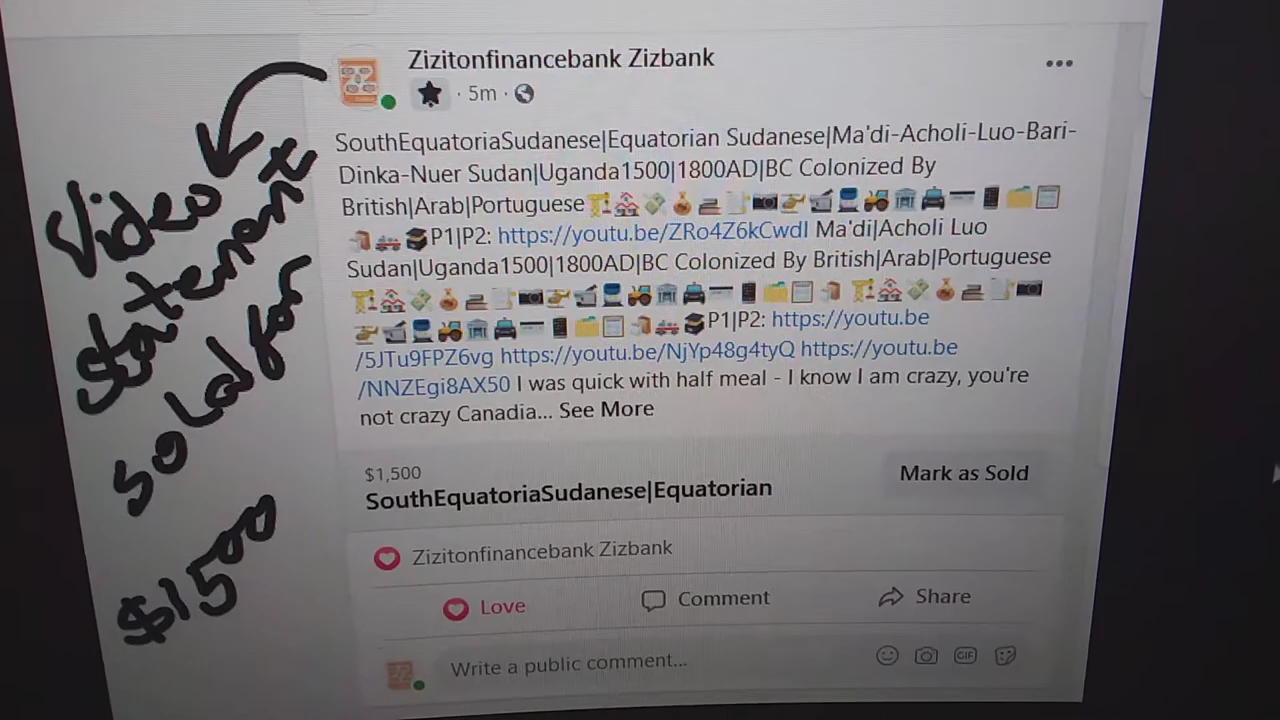 Zizitonfinancebank Zizbank
· 5m ·
SouthEquatoriaSudanese|Equatorian Sudanese|Ma'di-Acholi-Luo-Bari-
Dinka-Nuer Sudan|Uganda1500|1800AD|BC Colonized By
British|Arab|Portuguese🏗️🏘️💸💰📚📑📷🚁🗃️🚆🚜🏛️🚔💳📱📁📋
🗞️🚑🎓P1|P2: https://youtu.be/ZRo4Z6kCwdI Ma'di|Acholi Luo
Sudan|Uganda1500|1800AD|BC Colonized By British|Arab|Portuguese
🏗️🏘️💸💰📚📑📷🚁🗃️🚆🚜🏛️🚔💳📱📁📋🗞️ 🏗️🏘️💸💰📚📑📷
🚁🗃️🚆🚜🏛️🚔💳📱📁📋🗞️🚑🎓P1|P2: https://youtu.be
/5JTu9FPZ6vg https://youtu.be/NjYp48g4tyQ https://youtu.be
/NNZEgi8AX50 I was quick with half meal - I know I am crazy, you're
not crazy Canadia... See More
$1,500
SouthEquatoriaSudanese|Equatorian
Mark as Sold
Zizitonfinancebank Zizbank
Love
Comment
Share
Write a public comment...
GIF
Video
Statement
sold for
$1500